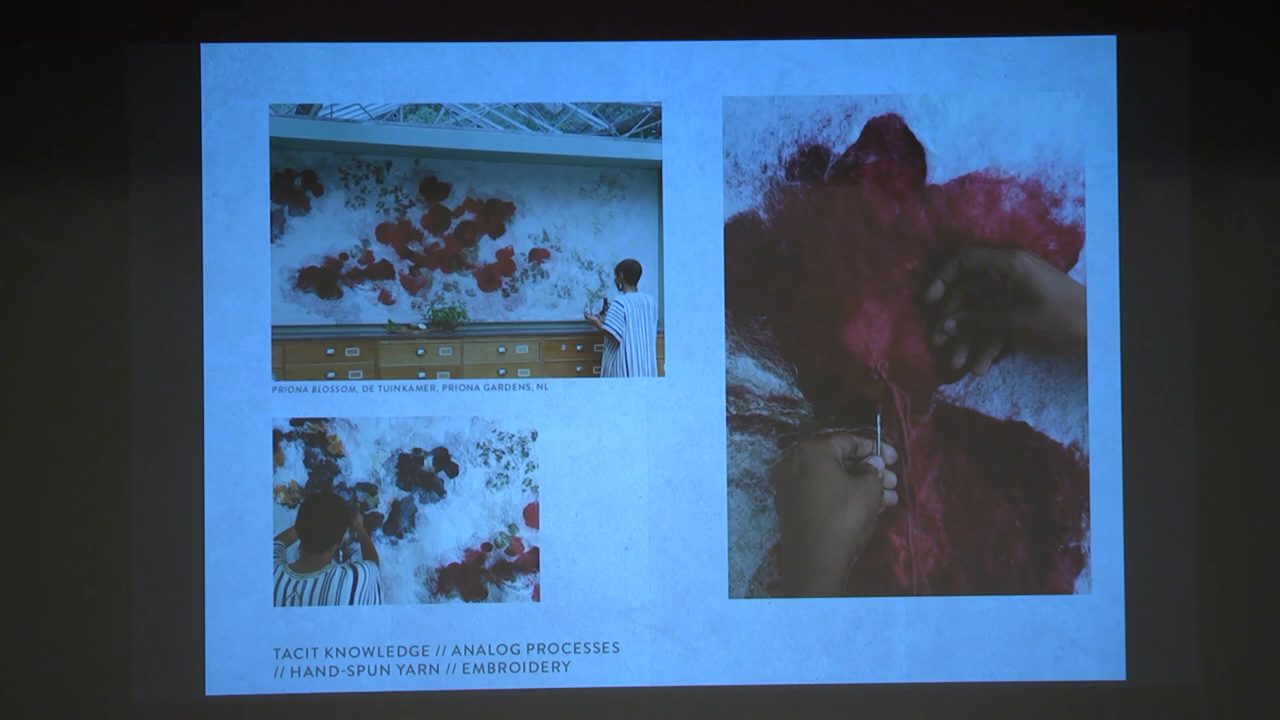 PRIONA BLOSSOM, DE TUINKAMER, PRIONA GARDENS, NL
TACIT KNOWLEDGE // ANALOG PROCESSES
// HAND-SPUN YARN // EMBROIDERY